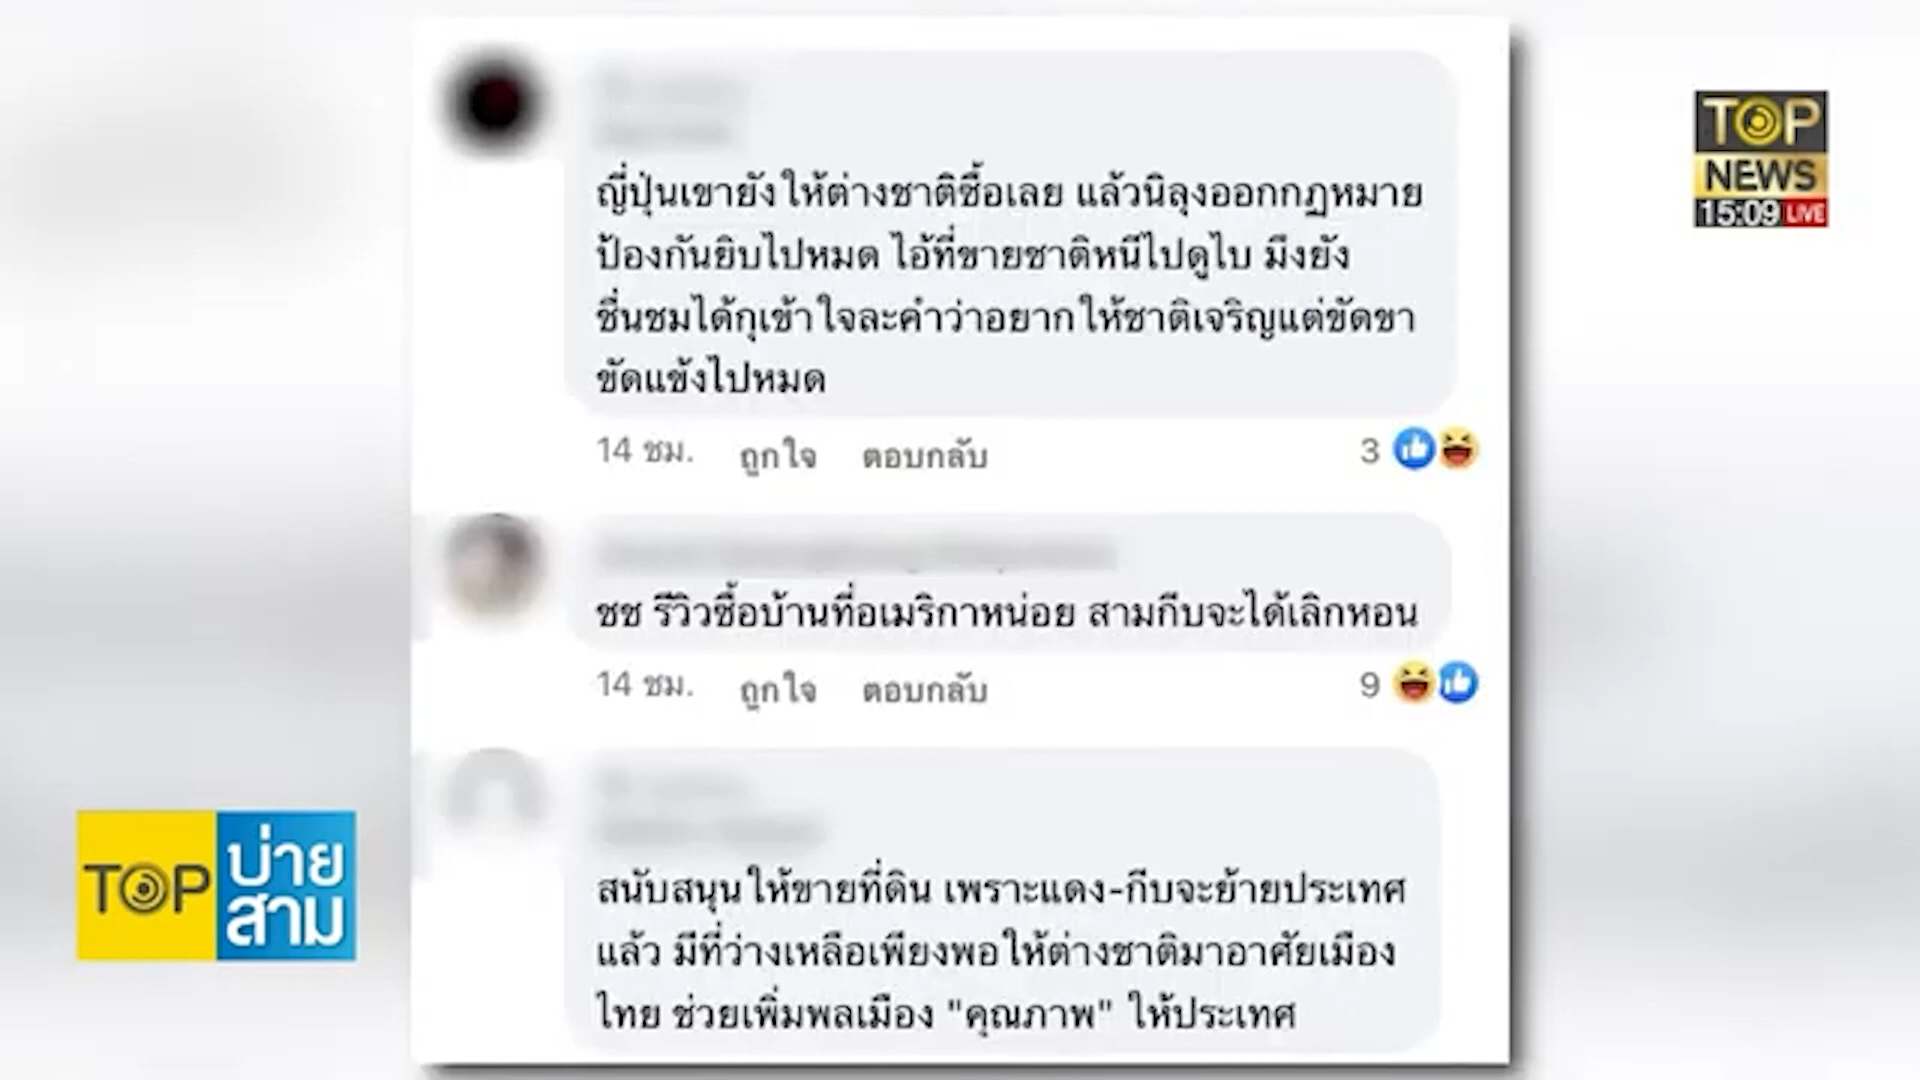 ญี่ปุ่นเขายังให้ต่างชาติซื้อเลย แล้วนิลุงออกกฏหมาย
ป้องกันยิบไปหมด ไอ้ที่ขายชาติหนีไปดูไบ มึงยัง
ชื่นชมได้กุเข้าใจละคำว่าอยากให้ชาติเจริญแต่ขัดขา
ขัดแข้งไปหมด
14 ชม. ถูกใจ ตอบกลับ 3
ชช รีวิวซื้อบ้านที่อเมริกาหน่อย สามกีบจะได้เลิกหอน
14 ชม. ถูกใจ ตอบกลับ 9
สนับสนุนให้ขายที่ดิน เพราะแดง-กีบจะย้ายประเทศ
แล้ว มีที่ว่างเหลือเพียงพอให้ต่างชาติมาอาศัยเมือง
ไทย ช่วยเพิ่มพลเมือง "คุณภาพ" ให้ประเทศ
TOP
NEWS
15:09 LIVE
TOP บ่าย
สาม